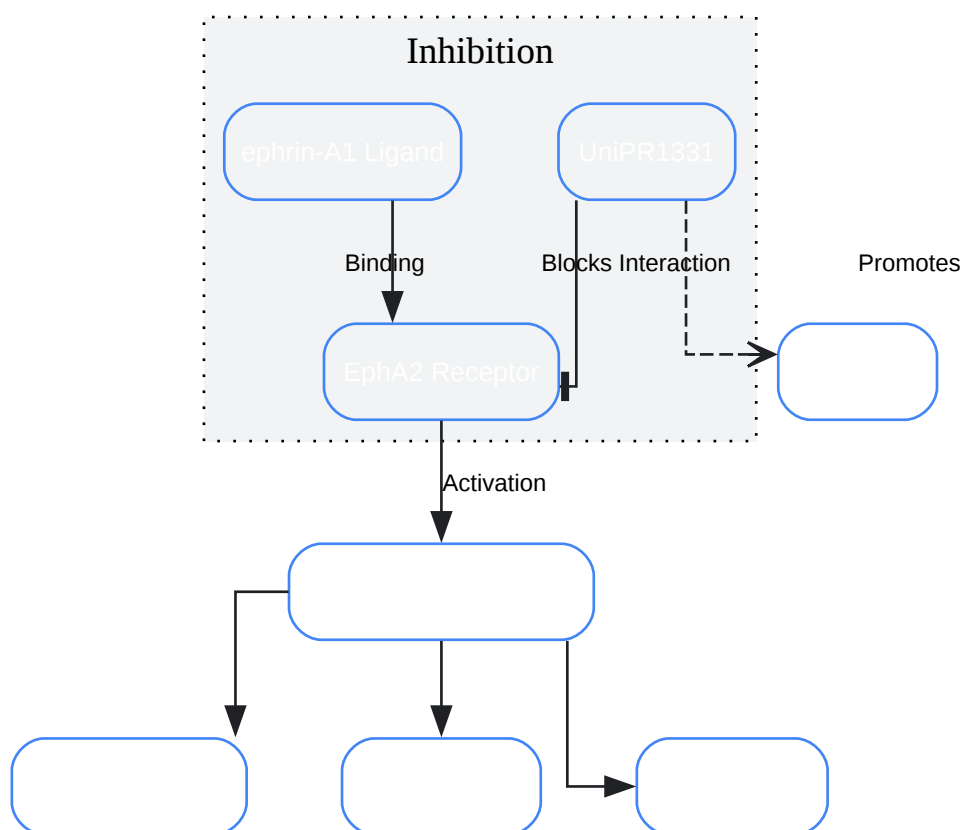 Inhibition
ephrin-A1 Ligand
UniPR1331
Binding
Blocks Interaction
Promotes
EphA2 Receptor
Activation